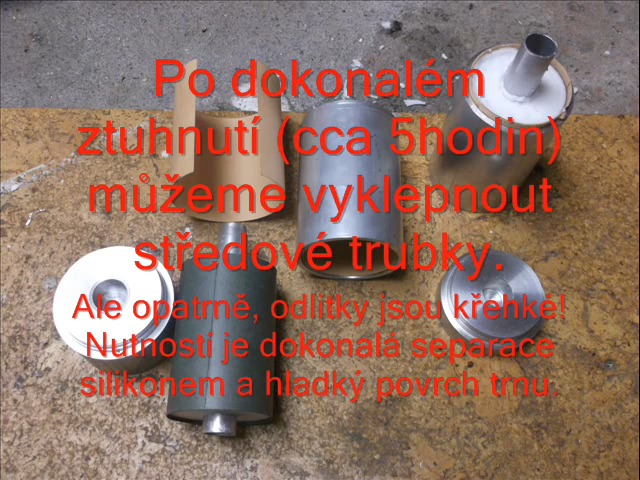 Po dokonalém
ztuhnutí (cca 5hodin)
můžeme vyklepnout
středové trubky.
Ale opatrně, odlitky jsou křehké!
Nutností je dokonalá separace
silikonem a hladký povrch trnu.